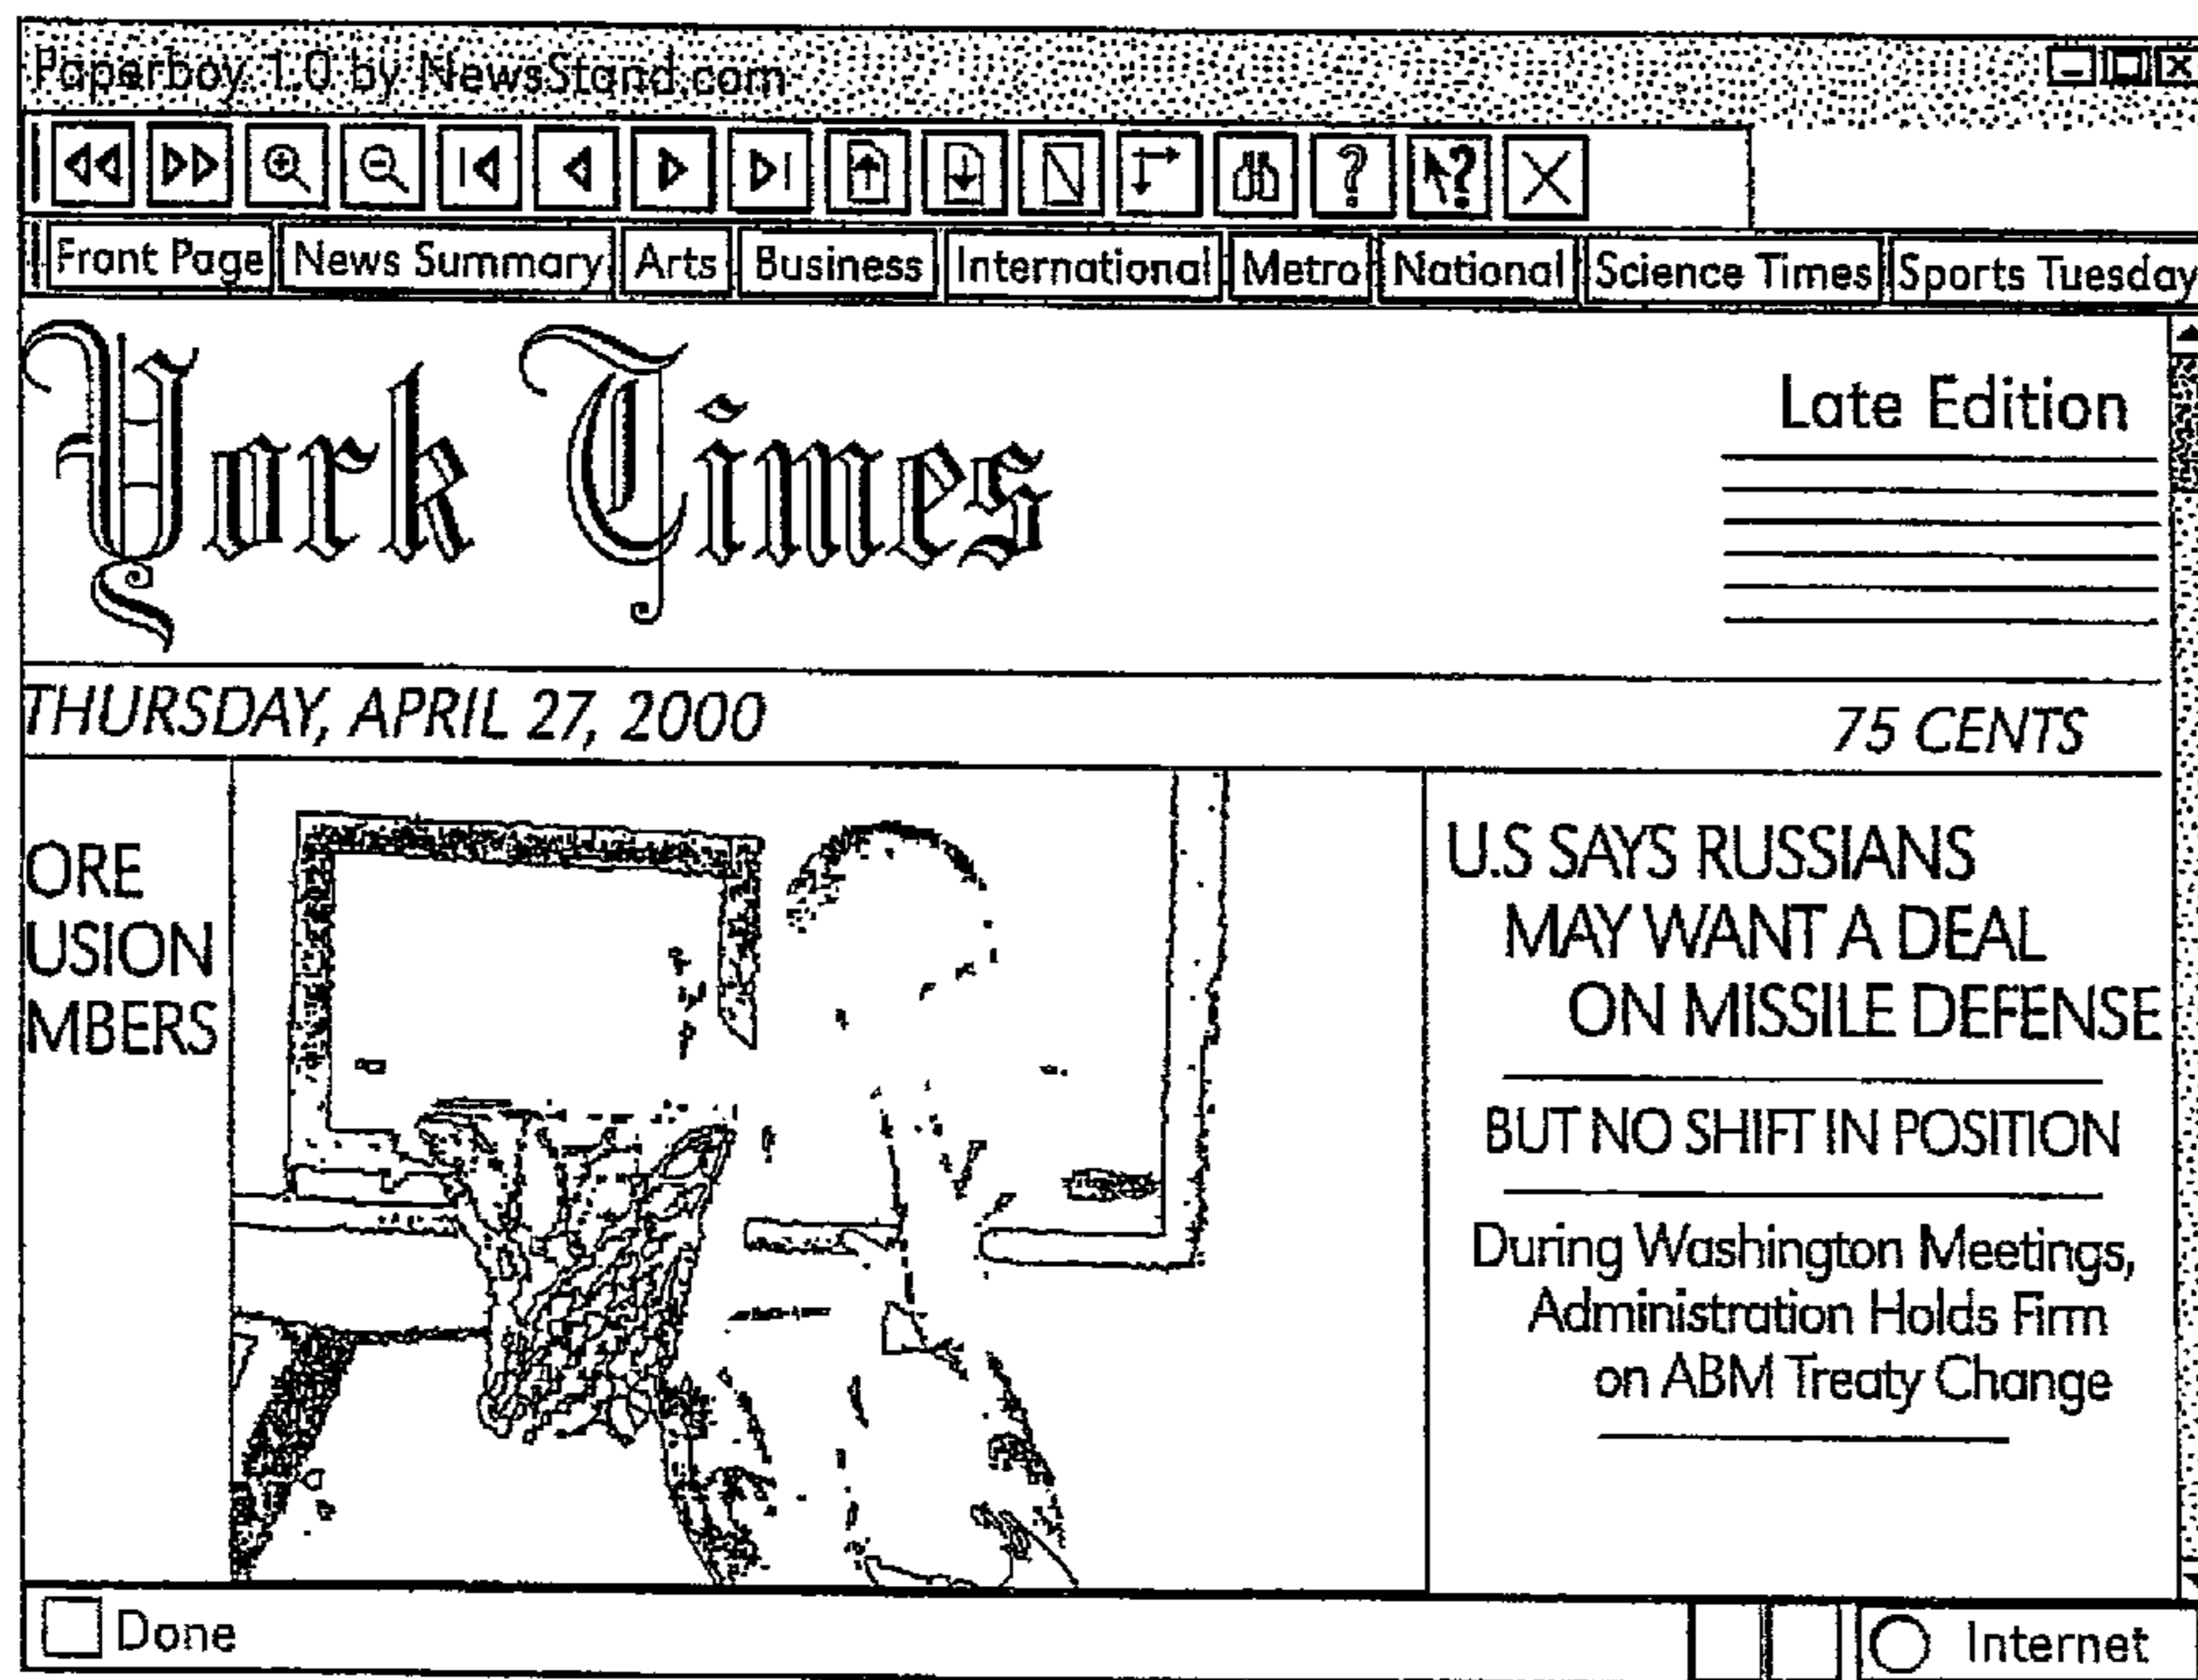 Paperboy 1.0 by NewsStand.com
Front Page News Summary Arts Business International Metro National Science Times Sports Tuesday
York Times
Late Edition
THURSDAY, APRIL 27, 2000 75 CENTS
ORE
USION
MBERS
U.S SAYS RUSSIANS
MAY WANT A DEAL
ON MISSILE DEFENSE
BUT NO SHIFT IN POSITION
During Washington Meetings,
Administration Holds Firm
on ABM Treaty Change
Done Internet